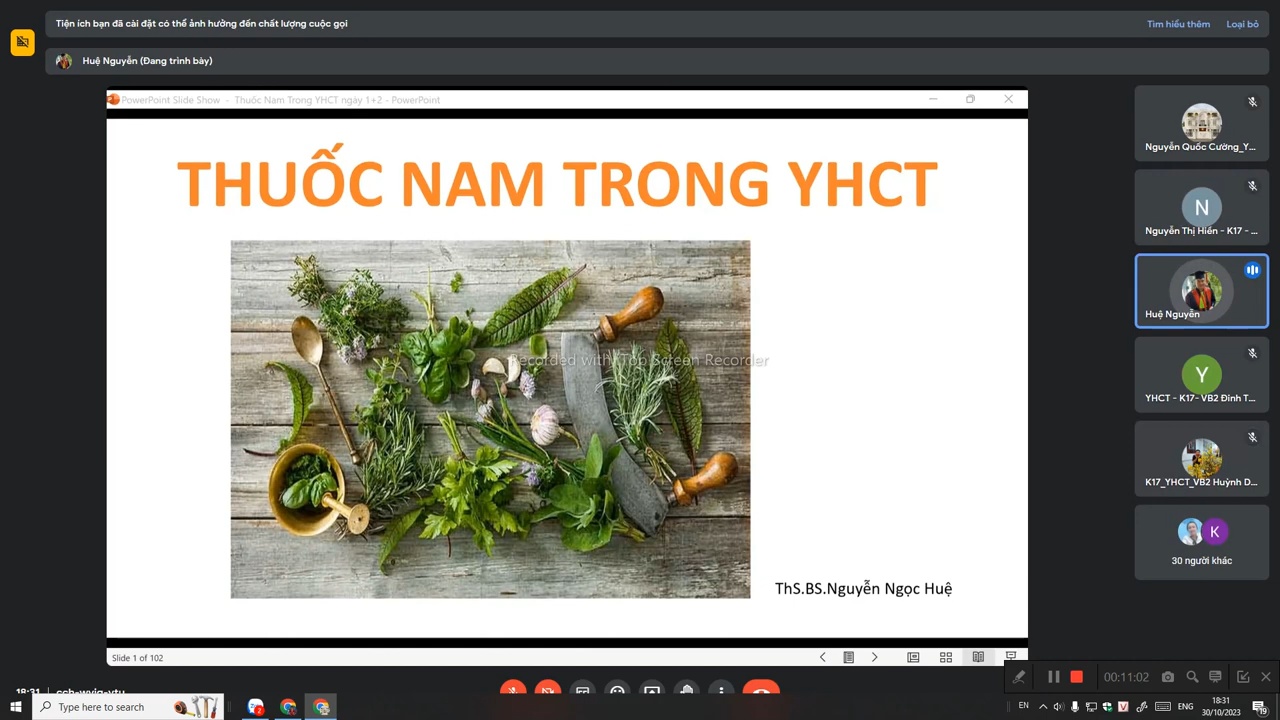 Tiện ích bạn đã cài đặt có thể ảnh hưởng đến chất lượng cuộc gọi
Tìm hiểu thêm
Loại bỏ
Huệ Nguyễn (Đang trình bày)
PowerPoint Slide Show - Thuốc Nam Trong YHCT ngày 1+2 - PowerPoint
THUỐC NAM TRONG YHCT
Recorded with Top Screen Recorder
ThS.BS.Nguyễn Ngọc Huệ
Slide 1 of 102
Nguyễn Quốc Cường_Y...
N
Nguyễn Thị Hiền - K17 - ...
Huệ Nguyễn
Y
YHCT - K17- VB2 Đinh T...
K17_YHCT_VB2 Huỳnh D...
K
30 người khác
00:11:02
18:31
Type here to search
EN
V
ENG
18:31
30/10/2023